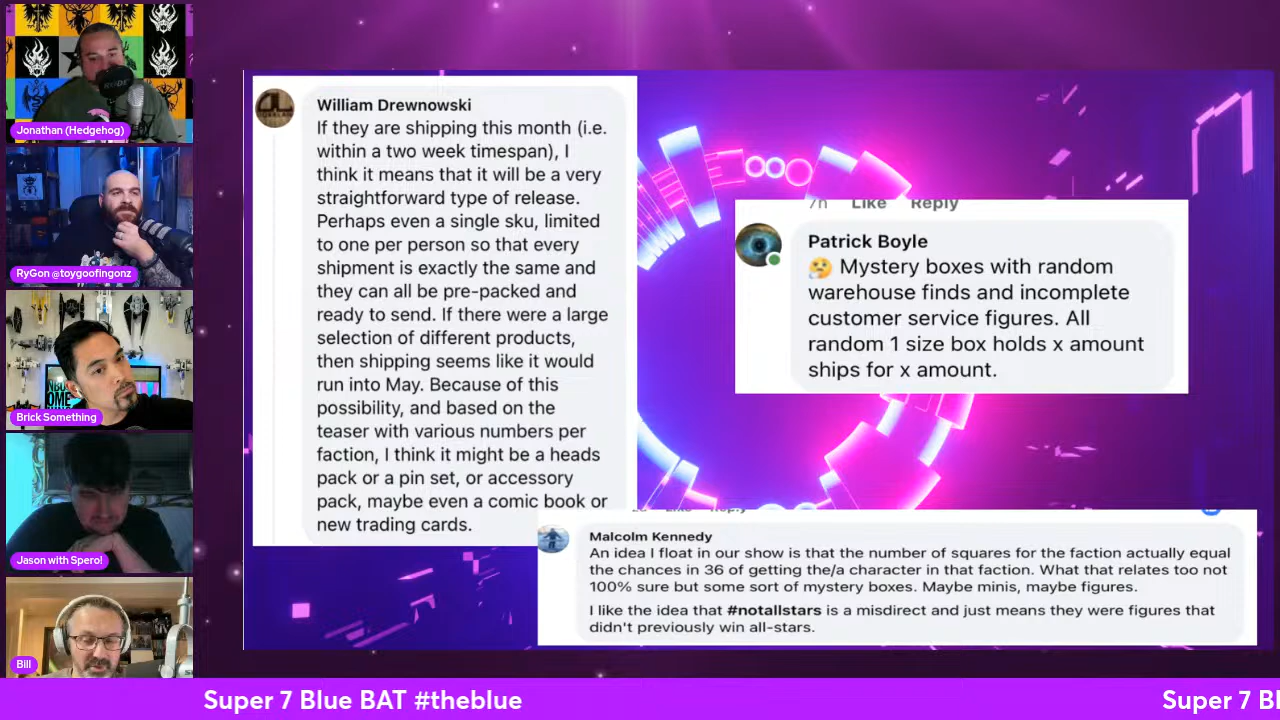 Jonathan (Hedgehog)
RyGon @toygoofingonz
Brick Something
Jason with Spero!
Bill
William Drewnowski
If they are shipping this month (i.e.
within a two week timespan), I
think it means that it will be a very
straightforward type of release.
Perhaps even a single sku, limited
to one per person so that every
shipment is exactly the same and
they can all be pre-packed and
ready to send. If there were a large
selection of different products,
then shipping seems like it would
run into May. Because of this
possibility, and based on the
teaser with various numbers per
faction, I think it might be a heads
pack or a pin set, or accessory
pack, maybe even a comic book or
new trading cards.
7h Like Reply
Patrick Boyle
🤔 Mystery boxes with random
warehouse finds and incomplete
customer service figures. All
random 1 size box holds x amount
ships for x amount.
Malcolm Kennedy
An idea I float in our show is that the number of squares for the faction actually equal
the chances in 36 of getting the/a character in that faction. What that relates too not
100% sure but some sort of mystery boxes. Maybe minis, maybe figures.
I like the idea that #notallstars is a misdirect and just means they were figures that
didn't previously win all-stars.
Super 7 Blue BAT #theblue
Super 7 Bl